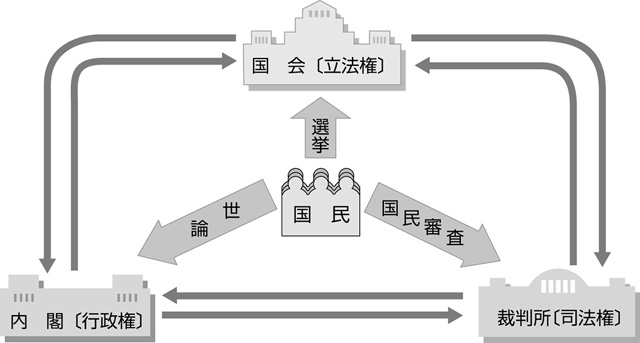 国会〔立法権〕
選挙
国民
世論
国民審査
内閣〔行政権〕
裁判所〔司法権〕